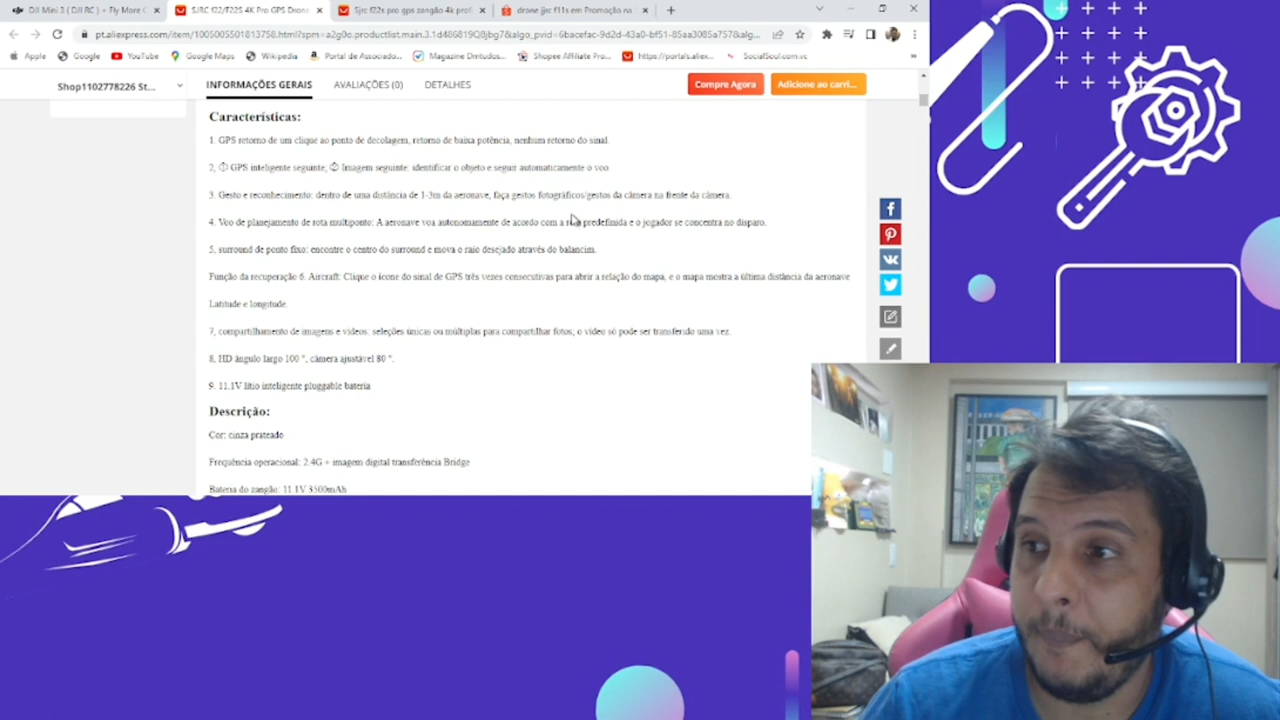 DJI Mini 3 ( DJI RC ) + Fly More C
SJRC f22/F22S 4K Pro GPS Drone
Sjrc f22s pro gps zangão 4k profi
drone jjrc f11s em Promoção na
pt.aliexpress.com/item/1005005501813758.html?spm=a2g0o.productlist.main.3.1d486819Q8jbg7&algo_pvid=6bacefac-9d2d-43a0-bf51-85aa3085a757&alg...
Apple
Google
YouTube
Google Maps
Wikipedia
Portal de Associado...
Magazine Dmtudos...
Shopee Affiliate Pro...
https://portals.aliex...
SocialSoul.com.vc
Shop1102778226 St...
INFORMAÇÕES GERAIS
AVALIAÇÕES (0)
DETALHES
Compre Agora
Adicione ao carri...
Características:
1. GPS retorno de um clique ao ponto de decolagem, retorno de baixa potência, nenhum retorno do sinal.
2, ① GPS inteligente seguinte; ② Imagem seguinte: identificar o objeto e seguir automaticamente o voo
3. Gesto e reconhecimento: dentro de uma distância de 1-3m da aeronave, faça gestos fotográficos/gestos da câmera na frente da câmera.
4. Voo de planejamento de rota multiponto: A aeronave voa autonomamente de acordo com a rota predefinida e o jogador se concentra no disparo.
5, surround de ponto fixo: encontre o centro do surround e mova o raio desejado através do balancim.
Função da recuperação 6. Aircraft: Clique o ícone do sinal de GPS três vezes consecutivas para abrir a relação do mapa, e o mapa mostra a última distância da aeronave
Latitude e longitude.
7, compartilhamento de imagens e vídeos: seleções únicas ou múltiplas para compartilhar fotos; o vídeo só pode ser transferido uma vez.
8, HD ângulo largo 100 °, câmera ajustável 80 °.
9. 11.1V lítio inteligente pluggable bateria
Descrição:
Cor: cinza prateado
Frequência operacional: 2.4G + imagem digital transferência Bridge
Bateria do zangão: 11.1V 3500mAh